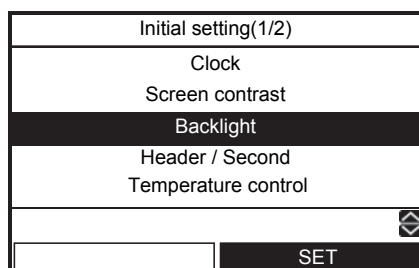 Initial setting(1/2)
Clock
Screen contrast
Backlight
Header / Second
Temperature control
SET